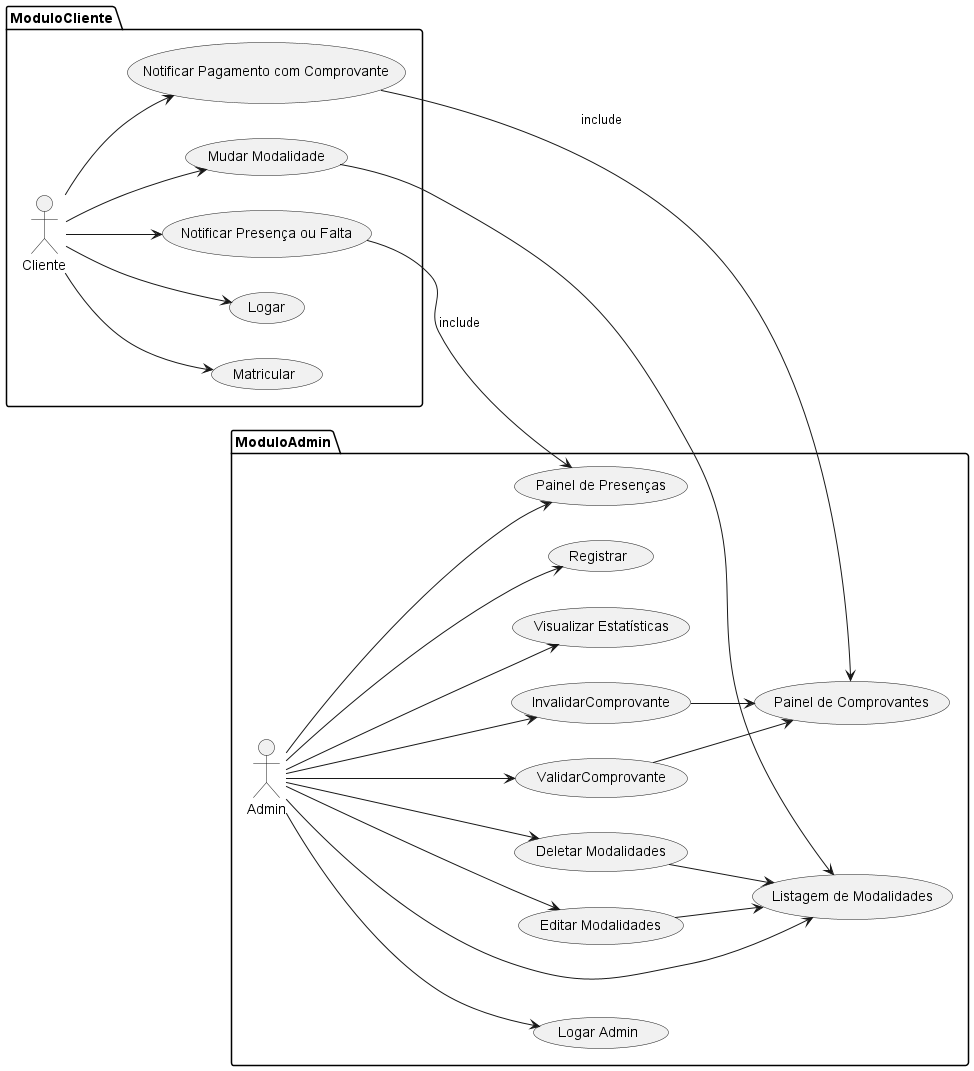 ModuloCliente
Notificar Pagamento com Comprovante
include
Mudar Modalidade
Notificar Presença ou Falta
Cliente
Logar
include
Matricular
ModuloAdmin
Painel de Presenças
Registrar
Visualizar Estatísticas
InvalidarComprovante
Painel de Comprovantes
ValidarComprovante
Admin
Deletar Modalidades
Listagem de Modalidades
Editar Modalidades
Logar Admin